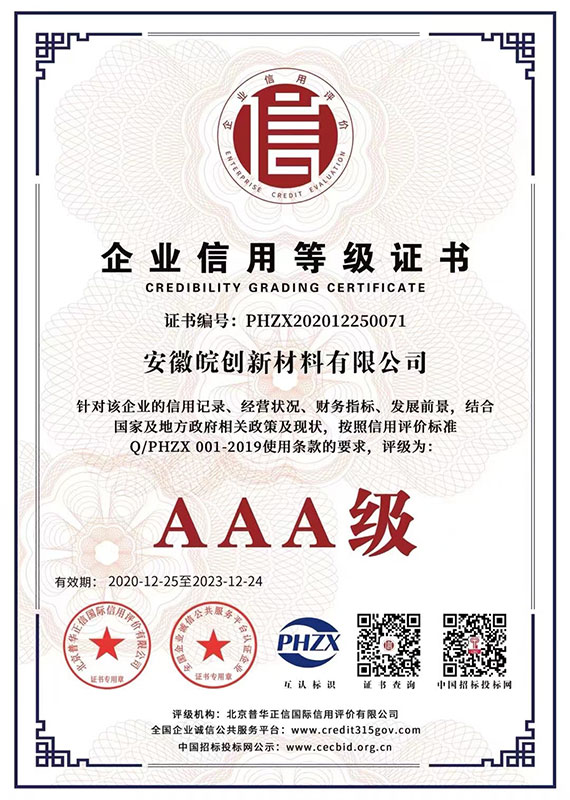 企业信用评价
ENTERPRISE CREDIT EVALUATION
企业信用等级证书
CREDIBILITY GRADING CERTIFICATE
证书编号：PHZX202012250071
安徽皖创新材料有限公司
针对该企业的信用记录、经营状况、财务指标、发展前景，结合
国家及地方政府相关政策及现状，按照信用评价标准
Q/PHZX 001-2019使用条款的要求，评级为：
AAA级
有效期： 2020-12-25至2023-12-24
北京普华正信国际信用评价有限公司
证书专用章
全国企业诚信公共服务平台认证企业
证书专用章
PHZX
互认标识
证书查询
中国招标投标网
评级机构：北京普华正信国际信用评价有限公司
全国企业诚信公共服务平台：www.credit315gov.com
中国招标投标网公示：www.cecbid.org.cn